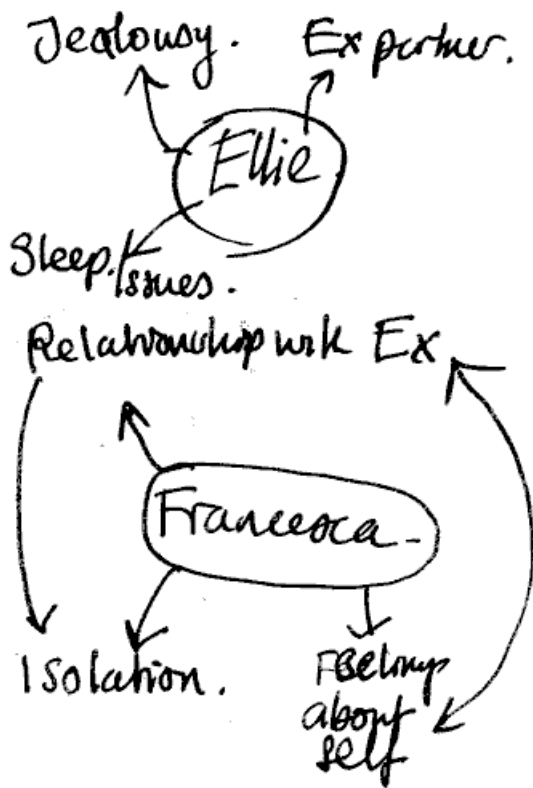 Jealousy. Ex partner.
Ellie
Sleep.
Issues.
Relationship with Ex
Francesca
Isolation.
Feelings
about
self